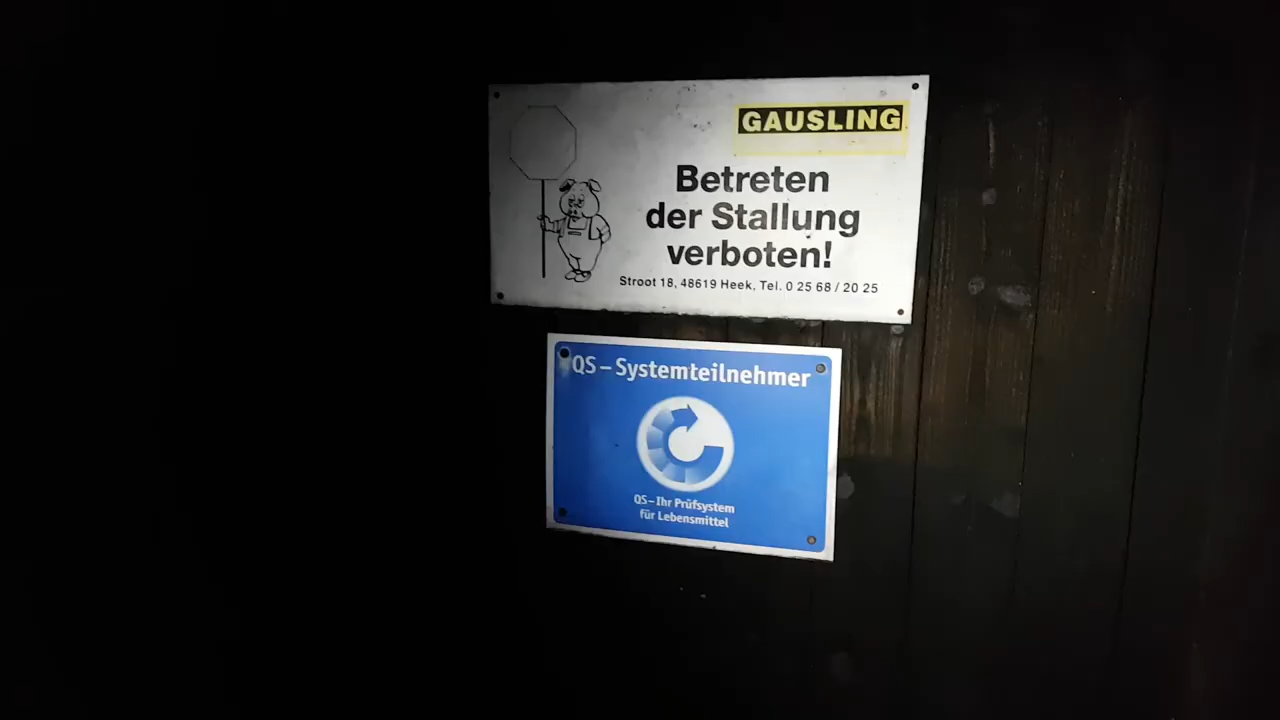 GAUSLING
Betreten
der Stallung
verboten!
Stroot 18, 48619 Heek, Tel. 0 25 68 / 20 25
QS – Systemteilnehmer
QS – Ihr Prüfsystem
für Lebensmittel